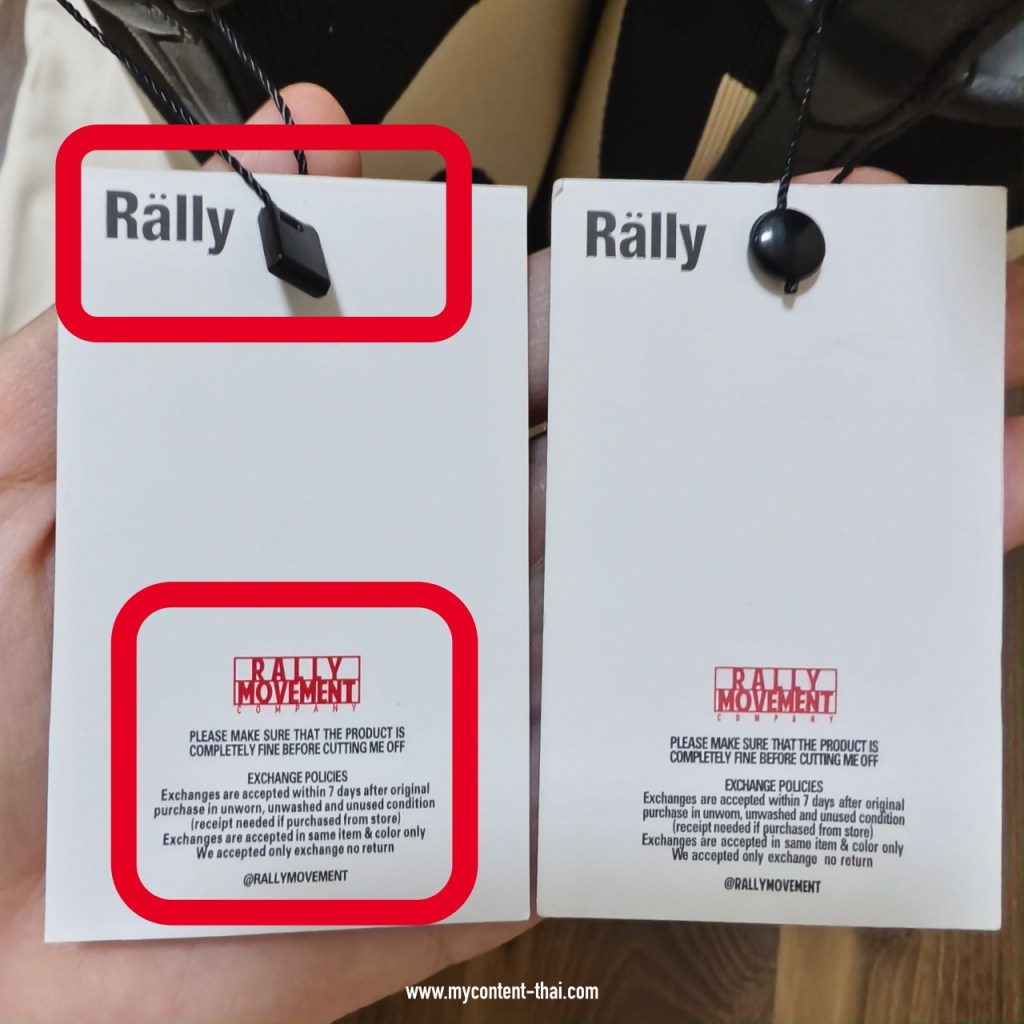 Rälly
RALLY
MOVEMENT
COMPANY
PLEASE MAKE SURE THAT THE PRODUCT IS
COMPLETELY FINE BEFORE CUTTING ME OFF
EXCHANGE POLICIES
Exchanges are accepted within 7 days after original
purchase in unworn, unwashed and unused condition
(receipt needed if purchased from store)
Exchanges are accepted in same item & color only
We accepted only exchange no return
@RALLYMOVEMENT
Rälly
RALLY
MOVEMENT
COMPANY
PLEASE MAKE SURE THAT THE PRODUCT IS
COMPLETELY FINE BEFORE CUTTING ME OFF
EXCHANGE POLICIES
Exchanges are accepted within 7 days after original
purchase in unworn, unwashed and unused condition
(receipt needed if purchased from store)
Exchanges are accepted in same item & color only
We accepted only exchange no return
@RALLYMOVEMENT
www.mycontent-thai.com